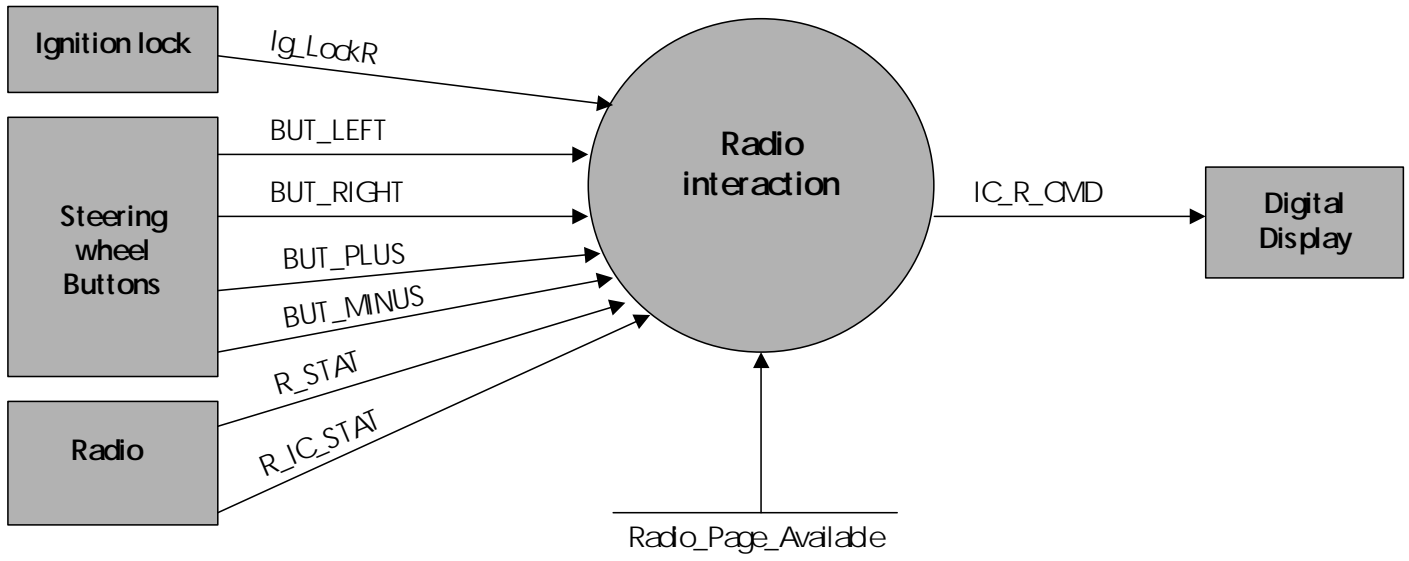 Ignition lock
Ig_LockR
BUT_LEFT
BUT_RIGHT
Steering
wheel
Buttons
BUT_PLUS
BUT_MINUS
R_STAT
Radio
R_IC_STAT
Radio
interaction
IC_R_CMD
Digital
Display
Radio_Page_Available